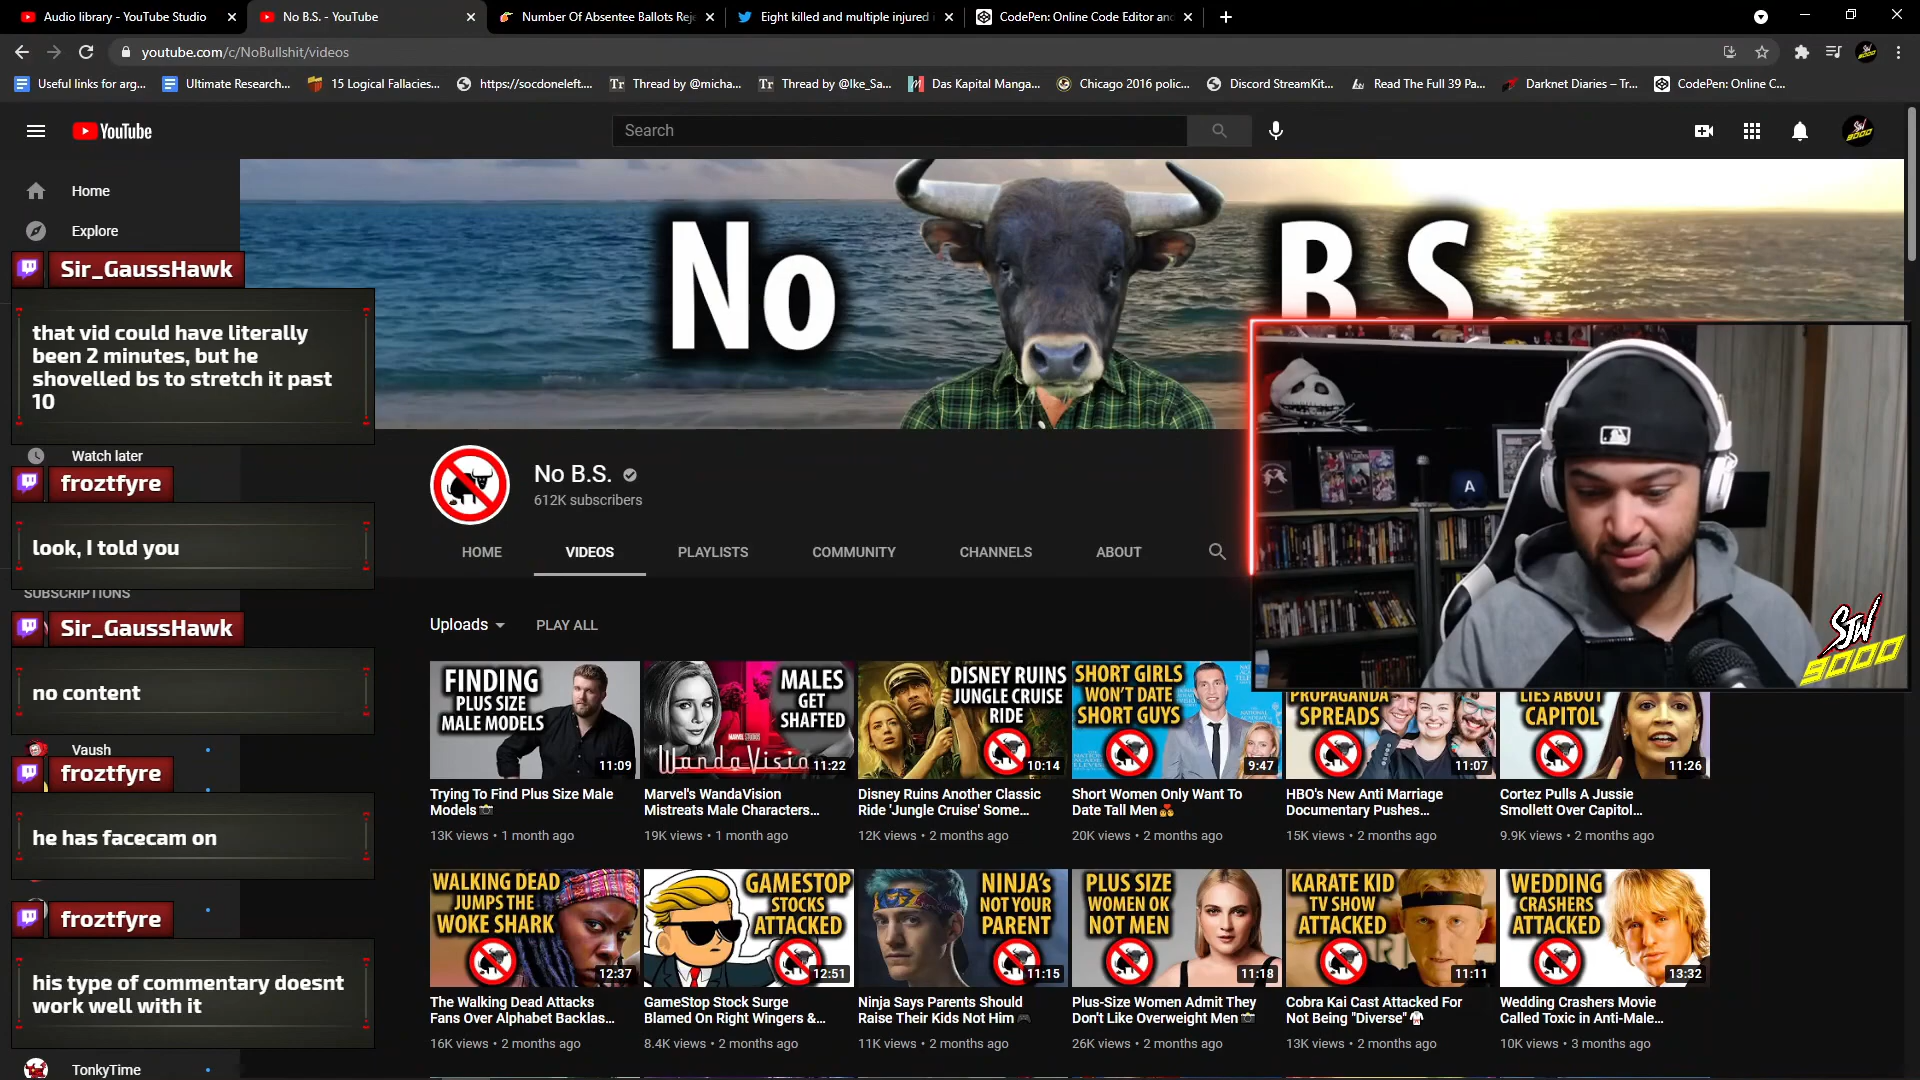 Audio library - YouTube Studio
No B.S. - YouTube
Number Of Absentee Ballots Reje
Eight killed and multiple injured i
CodePen: Online Code Editor and
youtube.com/c/NoBullshit/videos
Useful links for arg...
Ultimate Research...
15 Logical Fallacies...
https://socdoneleft....
Tr Thread by @micha...
Tr Thread by @Ike_Sa...
Das Kapital Manga...
Chicago 2016 polic...
Discord StreamKit...
Read The Full 39 Pa...
Darknet Diaries – Tr...
CodePen: Online C...
YouTube
Search
Home
Explore
No B.S.
Sir_GaussHawk
that vid could have literally
been 2 minutes, but he
shovelled bs to stretch it past
10
Watch later
froztfyre
look, I told you
SUBSCRIPTIONS
Sir_GaussHawk
no content
Vaush
froztfyre
he has facecam on
froztfyre
his type of commentary doesnt
work well with it
TonkyTime
No B.S.
612K subscribers
HOME
VIDEOS
PLAYLISTS
COMMUNITY
CHANNELS
ABOUT
A
SJW
9000
Uploads
PLAY ALL
FINDING
PLUS SIZE
MALE MODELS
11:09
Trying To Find Plus Size Male
Models
13K views • 1 month ago
MALES
GET
SHAFTED
MARVEL STUDIOS
WandaVisio
11:22
Marvel's WandaVision
Mistreats Male Characters...
19K views • 1 month ago
DISNEY RUINS
JUNGLE CRUISE
RIDE
10:14
Disney Ruins Another Classic
Ride 'Jungle Cruise' Some...
12K views • 2 months ago
SHORT GIRLS
WON'T DATE
SHORT GUYS
9:47
Short Women Only Want To
Date Tall Men
20K views • 2 months ago
PROPAGANDA
SPREADS
11:07
HBO's New Anti Marriage
Documentary Pushes...
15K views • 2 months ago
LIES ABOUT
CAPITOL
11:26
Cortez Pulls A Jussie
Smollett Over Capitol...
9.9K views • 2 months ago
WALKING DEAD
JUMPS THE
WOKE SHARK
12:37
The Walking Dead Attacks
Fans Over Alphabet Backlas...
16K views • 2 months ago
GAMESTOP
STOCKS
ATTACKED
12:51
GameStop Stock Surge
Blamed On Right Wingers &...
8.4K views • 2 months ago
NINJA's
NOT YOUR
PARENT
11:15
Ninja Says Parents Should
Raise Their Kids Not Him
11K views • 2 months ago
PLUS SIZE
WOMEN OK
NOT MEN
11:18
Plus-Size Women Admit They
Don't Like Overweight Men
26K views • 2 months ago
KARATE KID
TV SHOW
ATTACKED
11:11
Cobra Kai Cast Attacked For
Not Being "Diverse"
13K views • 2 months ago
WEDDING
CRASHERS
ATTACKED
13:32
Wedding Crashers Movie
Called Toxic in Anti-Male...
10K views • 3 months ago